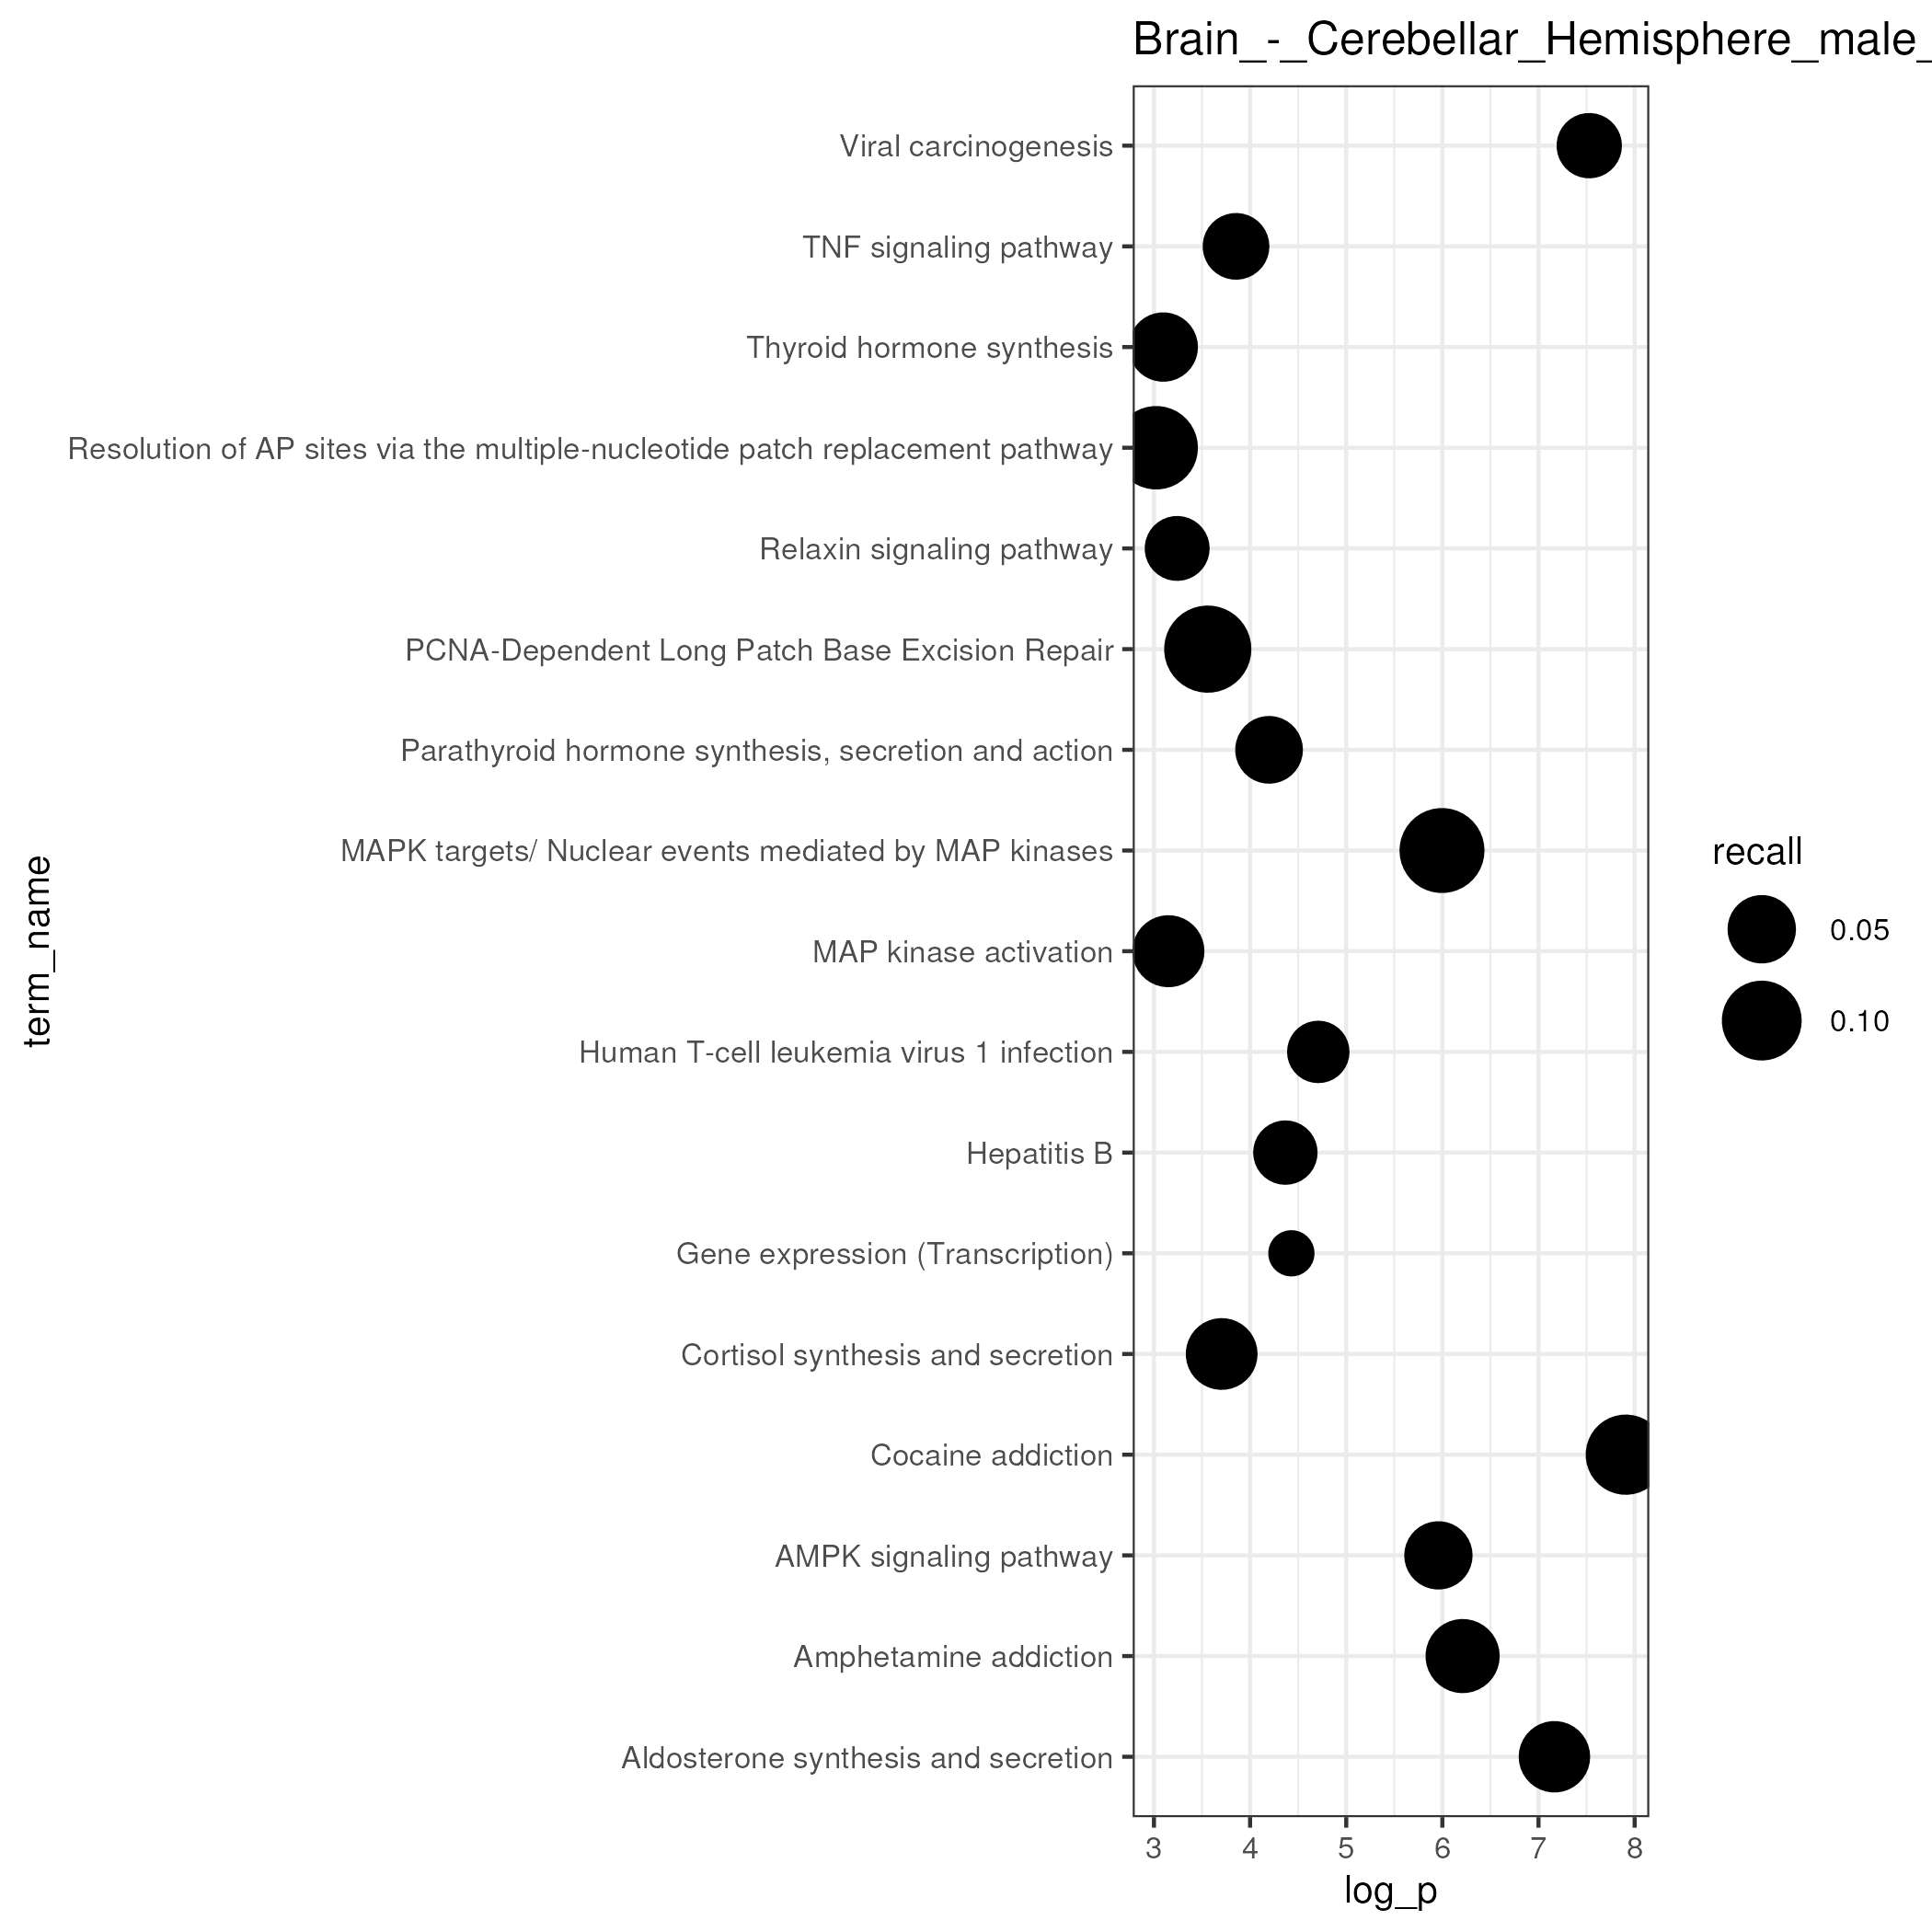 Brain_-_Cerebellar_Hemisphere_male_
Viral carcinogenesis
TNF signaling pathway
Thyroid hormone synthesis
Resolution of AP sites via the multiple-nucleotide patch replacement pathway
Relaxin signaling pathway
PCNA-Dependent Long Patch Base Excision Repair
Parathyroid hormone synthesis, secretion and action
MAPK targets/ Nuclear events mediated by MAP kinases
MAP kinase activation
Human T-cell leukemia virus 1 infection
Hepatitis B
Gene expression (Transcription)
Cortisol synthesis and secretion
Cocaine addiction
AMPK signaling pathway
Amphetamine addiction
Aldosterone synthesis and secretion
term_name
3 4 5 6 7 8
log_p
recall
0.05
0.10